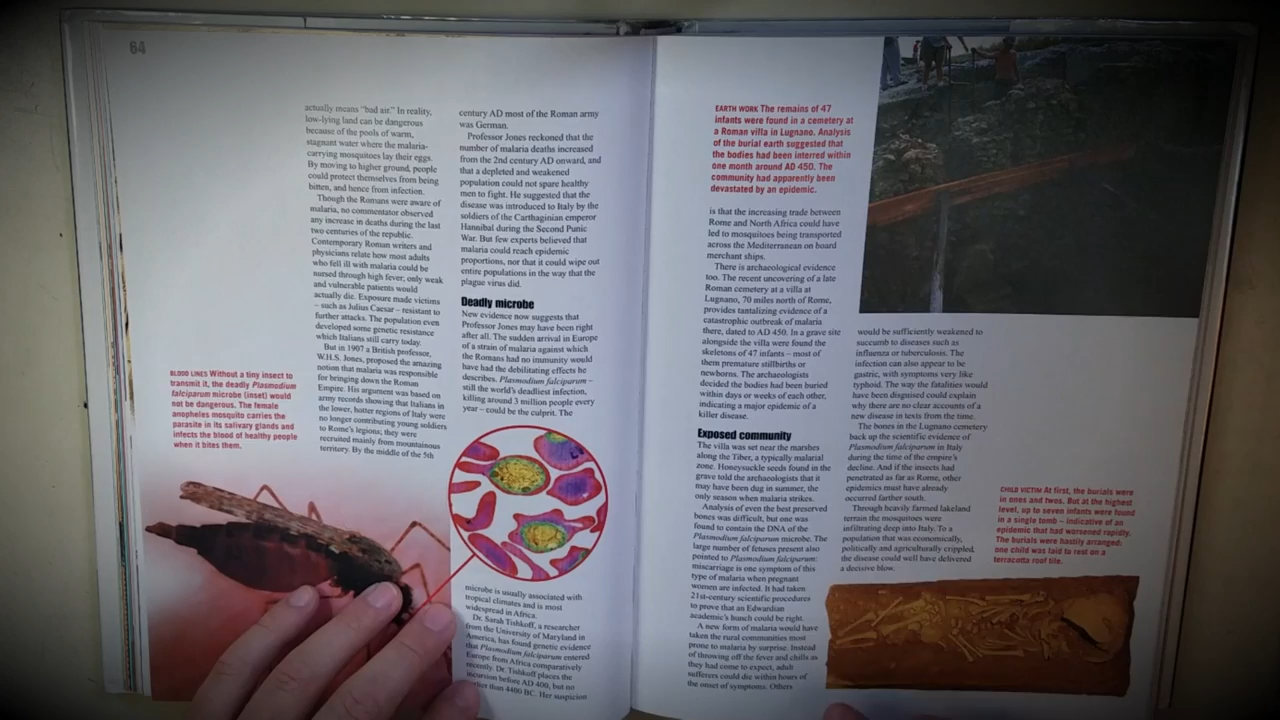 64
actually means "bad air." In reality,
low-lying land can be dangerous
because of the pools of warm,
stagnant water where the malaria-
carrying mosquitoes lay their eggs.
By moving to higher ground, people
could protect themselves from being
bitten, and hence from infection.
Though the Romans were aware of
malaria, no commentator observed
any increase in deaths during the last
two centuries of the republic.
Contemporary Roman writers and
physicians relate how most adults
who fell ill with malaria could be
nursed through high fever; only weak
and vulnerable patients would
actually die. Exposure made victims
– such as Julius Caesar – resistant to
further attacks. The population even
developed some genetic resistance
which Italians still carry today.
But in 1907 a British professor,
W.H.S. Jones, proposed the amazing
notion that malaria was responsible
for bringing down the Roman
Empire. His argument was based on
army records showing that Italians in
the lower, hotter regions of Italy were
no longer contributing young soldiers
to Rome's legions; they were
recruited mainly from mountainous
territory. By the middle of the 5th
BLOOD LINES Without a tiny insect to
transmit it, the deadly Plasmodium
falciparum microbe (inset) would
not be dangerous. The female
anopheles mosquito carries the
parasite in its salivary glands and
infects the blood of healthy people
when it bites them.
century AD most of the Roman army
was German.
Professor Jones reckoned that the
number of malaria deaths increased
from the 2nd century AD onward, and
that a depleted and weakened
population could not spare healthy
men to fight. He suggested that the
disease was introduced to Italy by the
soldiers of the Carthaginian emperor
Hannibal during the Second Punic
War. But few experts believed that
malaria could reach epidemic
proportions, nor that it could wipe out
entire populations in the way that the
plague virus did.
Deadly microbe
New evidence now suggests that
Professor Jones may have been right
after all. The sudden arrival in Europe
of a strain of malaria against which
the Romans had no immunity would
have had the debilitating effects he
describes. Plasmodium falciparum –
still the world's deadliest infection,
killing around 3 million people every
year – could be the culprit. The
microbe is usually associated with
tropical climates and is most
widespread in Africa.
Dr. Sarah Tishkoff, a researcher
from the University of Maryland in
America, has found genetic evidence
that Plasmodium falciparum entered
Europe from Africa comparatively
recently. Dr. Tishkoff places the
incursion before AD 400, but no
earlier than 4400 BC. Her suspicion
EARTH WORK The remains of 47
infants were found in a cemetery at
a Roman villa in Lugnano. Analysis
of the burial earth suggested that
the bodies had been interred within
one month around AD 450. The
community had apparently been
devastated by an epidemic.
is that the increasing trade between
Rome and North Africa could have
led to mosquitoes being transported
across the Mediterranean on board
merchant ships.
There is archaeological evidence
too. The recent uncovering of a late
Roman cemetery at a villa at
Lugnano, 70 miles north of Rome,
provides tantalizing evidence of a
catastrophic outbreak of malaria
there, dated to AD 450. In a grave site
alongside the villa were found the
skeletons of 47 infants – most of
them premature stillbirths or
newborns. The archaeologists
decided the bodies had been buried
within days or weeks of each other,
indicating a major epidemic of a
killer disease.
Exposed community
The villa was set near the marshes
along the Tiber, a typically malarial
zone. Honeysuckle seeds found in the
grave told the archaeologists that it
may have been dug in summer, the
only season when malaria strikes.
Analysis of even the best preserved
bones was difficult, but one was
found to contain the DNA of the
Plasmodium falciparum microbe. The
large number of fetuses present also
pointed to Plasmodium falciparum:
miscarriage is one symptom of this
type of malaria when pregnant
women are infected. It had taken
21st-century scientific procedures
to prove that an Edwardian
academic's hunch could be right.
A new form of malaria would have
taken the rural communities most
prone to malaria by surprise. Instead
of throwing off the fever and chills as
they had come to expect, adult
sufferers could die within hours of
the onset of symptoms. Others
would be sufficiently weakened to
succumb to diseases such as
influenza or tuberculosis. The
infection can also appear to be
gastric, with symptoms very like
typhoid. The way the fatalities would
have been disguised could explain
why there are no clear accounts of a
new disease in texts from the time.
The bones in the Lugnano cemetery
back up the scientific evidence of
Plasmodium falciparum in Italy
during the time of the empire's
decline. And if the insects had
penetrated as far as Rome, other
epidemics must have already
occurred farther south.
Through heavily farmed lakeland
terrain the mosquitoes were
infiltrating deep into Italy. To a
population that was economically,
politically and agriculturally crippled,
the disease could well have delivered
a decisive blow.
CHILD VICTIM At first, the burials were
in ones and twos. But at the highest
level, up to seven infants were found
in a single tomb – indicative of an
epidemic that had worsened rapidly.
The burials were hastily arranged:
one child was laid to rest on a
terracotta roof tile.